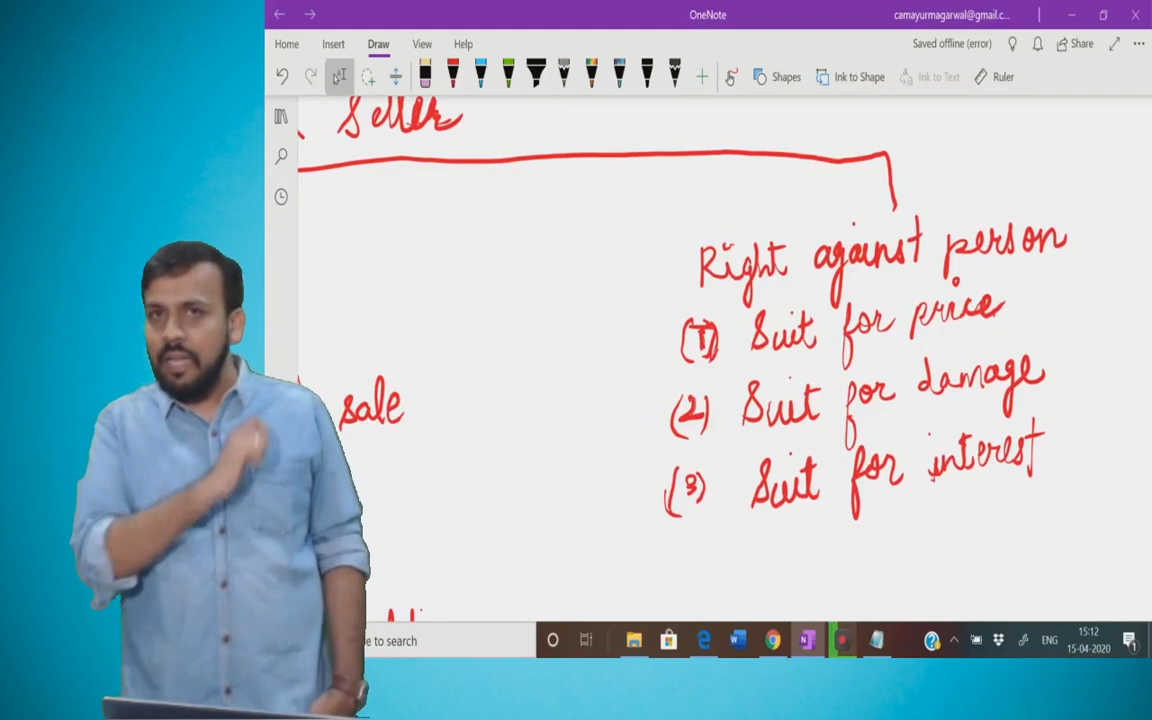 OneNote
camayurmagarwal@gmail.c...
Home Insert Draw View Help
Saved offline (error)
Share
Shapes
Ink to Shape
Ink to Text
Ruler
Seller
Right against person
(1) Suit for price
(2) Suit for damage
(3) Suit for interest
sale
e to search
ENG
15:12
15-04-2020
1